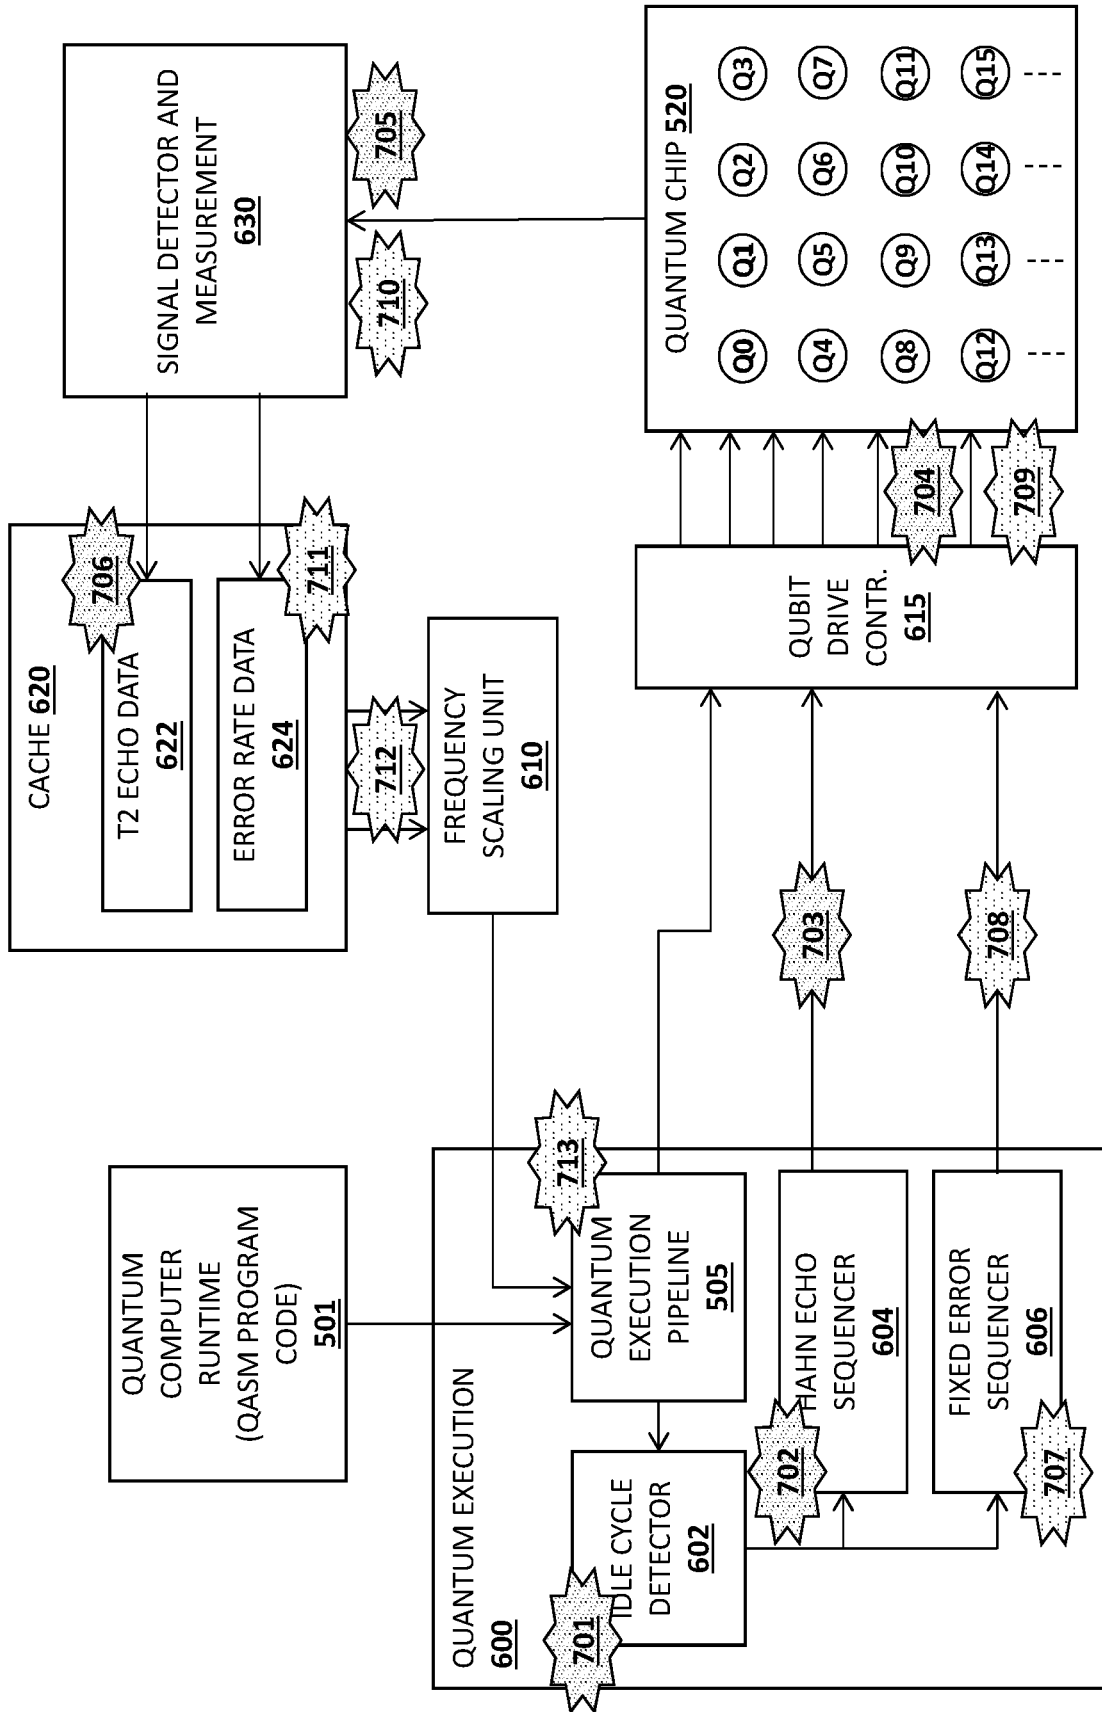 QUANTUM
COMPUTER
RUNTIME
(QASM PROGRAM
CODE)
501
CACHE 620
T2 ECHO DATA
622
ERROR RATE DATA
624
706
711
712
SIGNAL DETECTOR AND
MEASUREMENT
630
710
705
FREQUENCY
SCALING UNIT
610
QUANTUM EXECUTION
600
701
IDLE CYCLE
DETECTOR
602
QUANTUM
EXECUTION
PIPELINE
505
713
702
HAHN ECHO
SEQUENCER
604
703
707
FIXED ERROR
SEQUENCER
606
708
QUBIT
DRIVE
CONTR.
615
704
709
QUANTUM CHIP 520
Q0 Q1 Q2 Q3
Q4 Q5 Q6 Q7
Q8 Q9 Q10 Q11
Q12 Q13 Q14 Q15